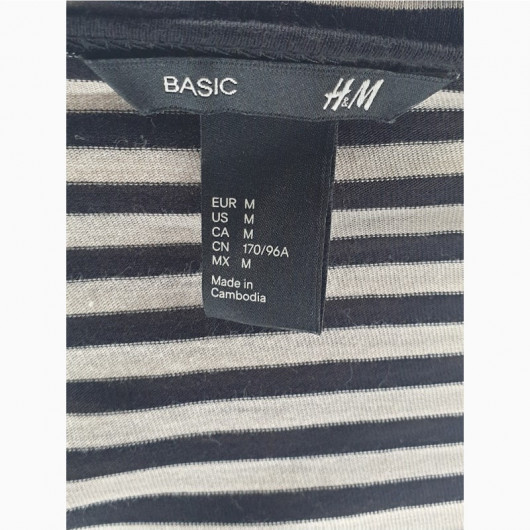 BASIC H&M
EUR M
US M
CA M
CN 170/96A
MX M
Made in
Cambodia